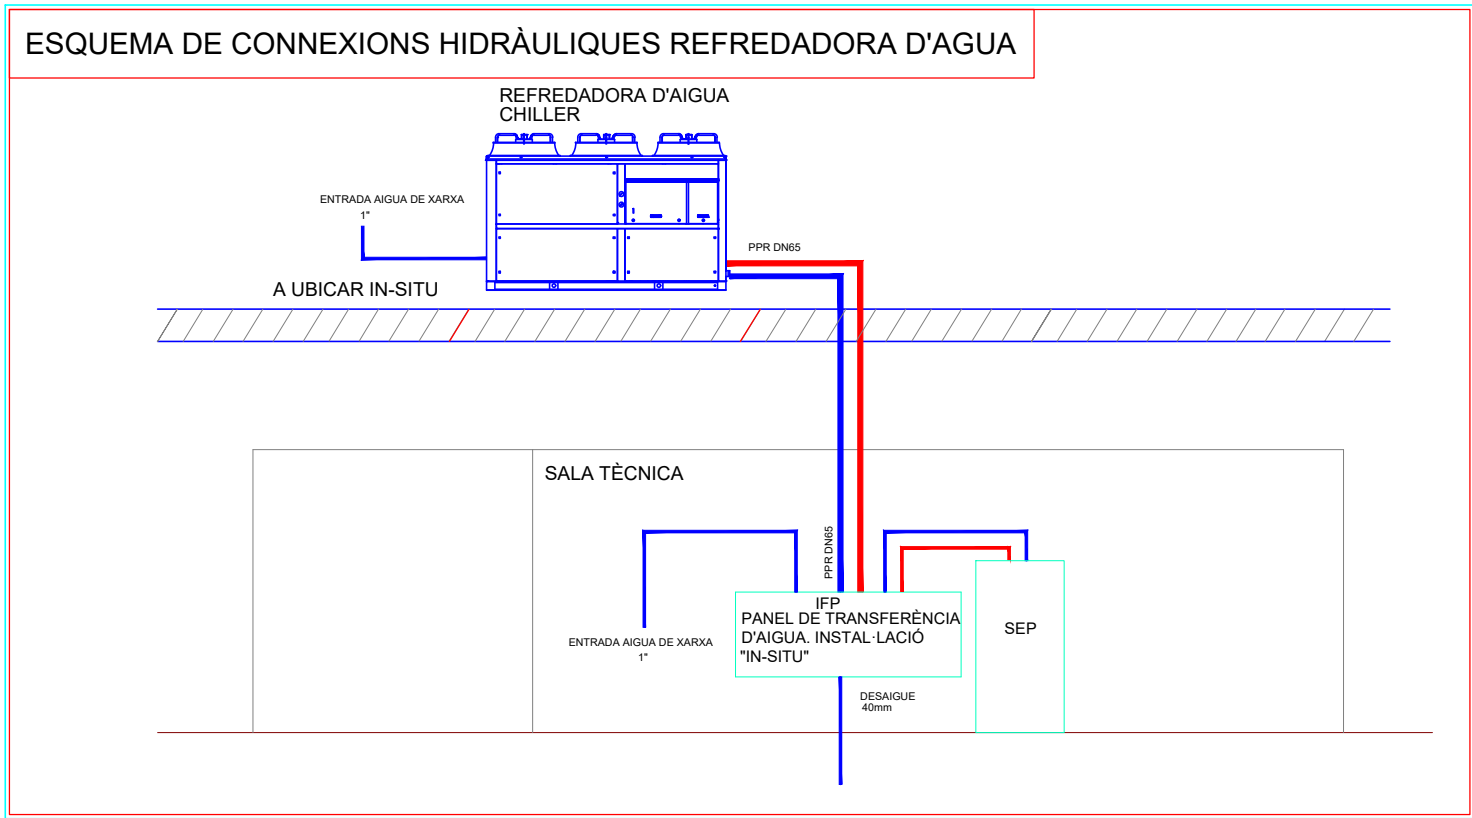 ESQUEMA DE CONNEXIONS HIDRÀULIQUES REFREDADORA D'AGUA
REFREDADORA D'AIGUA
CHILLER
ENTRADA AIGUA DE XARXA
1"
PPR DN65
A UBICAR IN-SITU
SALA TÈCNICA
PPR DN65
ENTRADA AIGUA DE XARXA
1"
IFP
PANEL DE TRANSFERÈNCIA
D'AIGUA. INSTAL·LACIÓ
"IN-SITU"
SEP
DESAIGUE
40mm